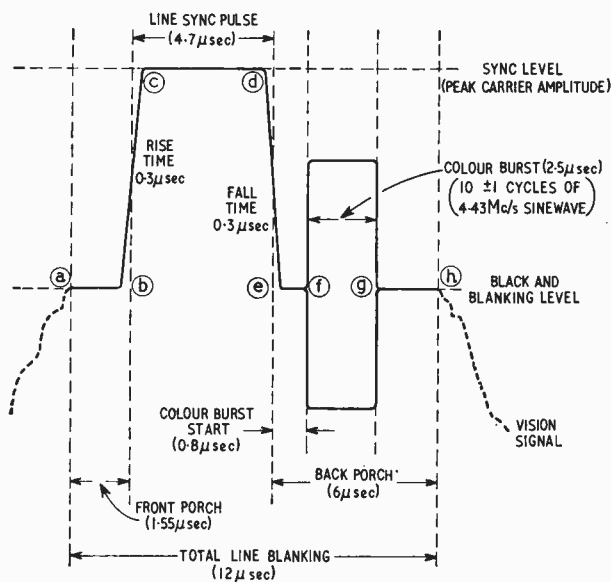 LINE SYNC PULSE
(4·7μsec)
c
d
SYNC LEVEL
(PEAK CARRIER AMPLITUDE)
RISE
TIME
0·3μsec
FALL
TIME
0·3μsec
COLOUR BURST (2·5μsec)
(10 ±1 CYCLES OF
4·43Mc/s SINEWAVE)
a
b
e
f
g
h
BLACK AND
BLANKING LEVEL
COLOUR BURST
START
(0·8μsec)
VISION
SIGNAL
BACK PORCH
(6μsec)
FRONT PORCH
(1·55μsec)
TOTAL LINE BLANKING
(12μsec)